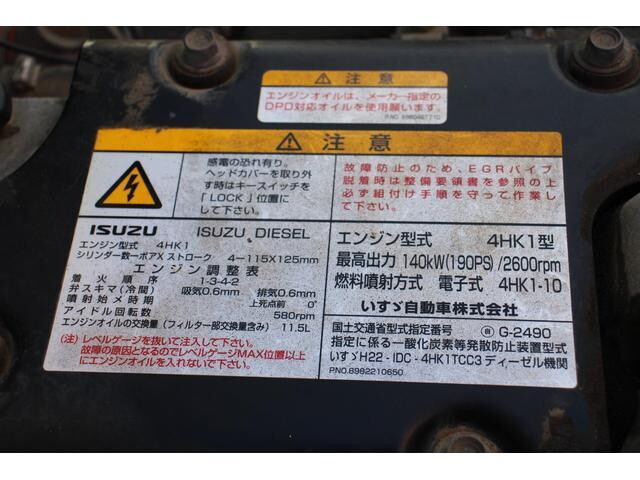 注意
エンジンオイルは、メーカー指定の
DPD対応オイルを使用願います。
注意
感電の恐れ有り。
ヘッドカバーを取り外
す時はキースイッチを
「LOCK」位置に
して下さい。
故障防止のため、EGRパイプ
脱着時は整備要領書を参照の上
必ず組付け手順を守って作業し
て下さい。
ISUZU ISUZU DIESEL
エンジン型式 4HK1
シリンダ数ーボアXストローク 4-115X125mm
エンジン調整表
着火順序 1-3-4-2
弁スキマ(冷間) 吸気0.6mm 排気0.6mm
噴射始メ時期 上死点前 0°
アイドル回転数 580rpm
エンジンオイルの交換量(フィルター部交換量含み) 11.5L
(注)レベルゲージを抜いて注入して下さい。
故障の原因となるのでレベルゲージMAX位置以上
にエンジンオイルを入れないで下さい。
エンジン型式 4HK1型
最高出力 140kW(190PS)/2600rpm
燃料噴射方式 電子式 4HK1-10
いすゞ自動車株式会社
国土交通省型式指定番号 自 G-2490
指定に係る一酸化炭素等発散防止装置型式
いすゞH22-IDC-4HK1TCC3ディーゼル機関
PNO.8982210650